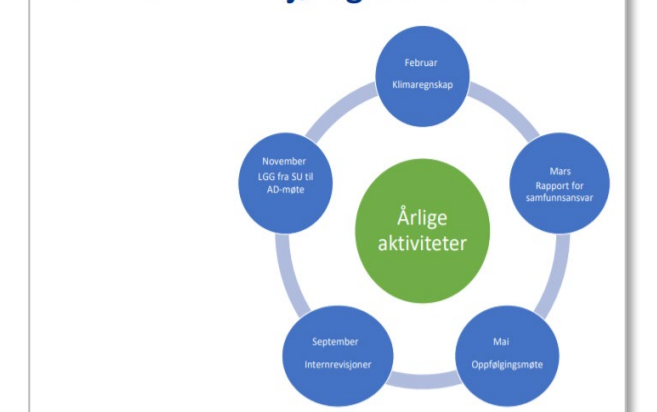 Februar
Klimaregnskap
Mars
Rapport for
samfunnsansvar
Mai
Oppfølgingsmøte
September
Internrevisjoner
November
LGG fra SU til
AD-møte
Årlige
aktiviteter